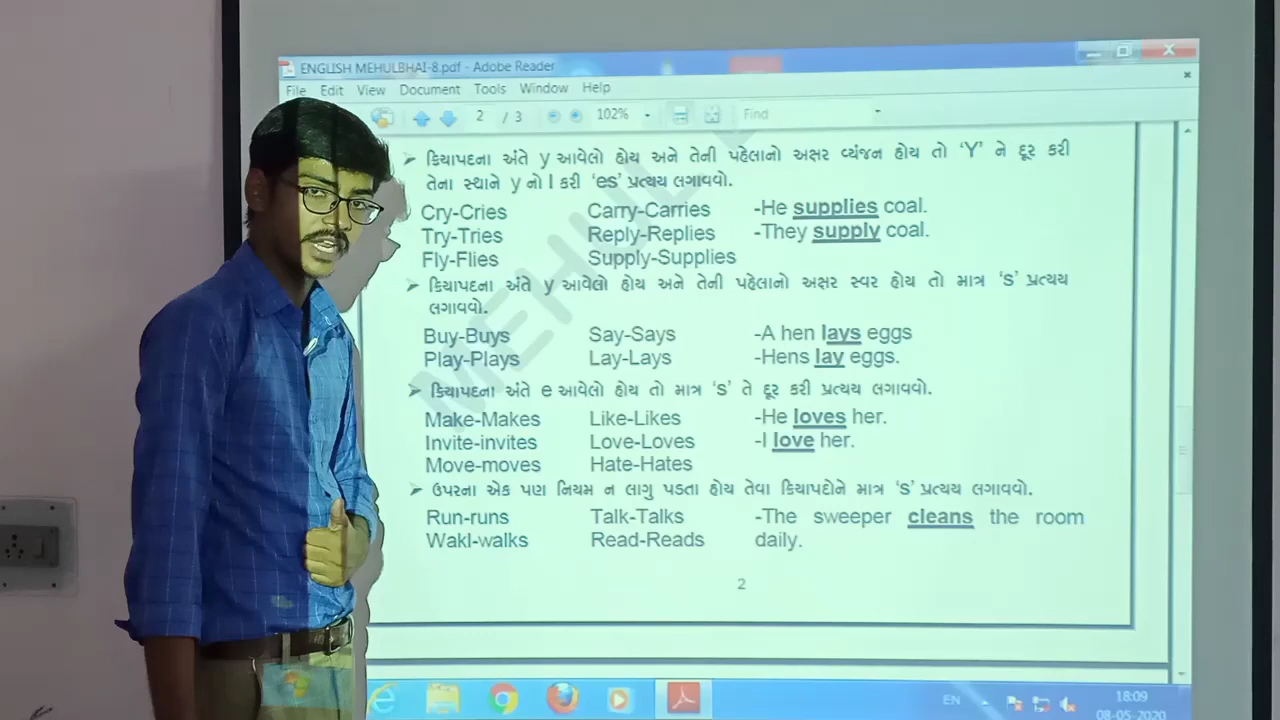 ENGLISH MEHULBHAI-8.pdf - Adobe Reader
File Edit View Document Tools Window Help
2 / 3 102% Find
➢ ક્રિયાપદના અંતે y આવેલો હોય અને તેની પહેલાનો અક્ષર વ્યંજન હોય તો ‘Y’ ને દૂર કરી
તેના સ્થાને y નો I કરી ‘es’ પ્રત્યય લગાવવો.
Cry-Cries Carry-Carries -He supplies coal.
Try-Tries Reply-Replies -They supply coal.
Fly-Flies Supply-Supplies
➢ ક્રિયાપદના અંતે y આવેલો હોય અને તેની પહેલાનો અક્ષર સ્વર હોય તો માત્ર ‘s’ પ્રત્યય
લગાવવો.
Buy-Buys Say-Says -A hen lays eggs
Play-Plays Lay-Lays -Hens lay eggs.
➢ ક્રિયાપદના અંતે e આવેલો હોય તો માત્ર ‘s’ તે દૂર કરી પ્રત્યય લગાવવો.
Make-Makes Like-Likes -He loves her.
Invite-invites Love-Loves -I love her.
Move-moves Hate-Hates
➢ ઉપરના એક પણ નિયમ ન લાગુ પડતા હોય તેવા ક્રિયાપદોને માત્ર ‘s’ પ્રત્યય લગાવવો.
Run-runs Talk-Talks -The sweeper cleans the room
Wakl-walks Read-Reads daily.
2
MEHUL
EN 18:09
08-05-2020